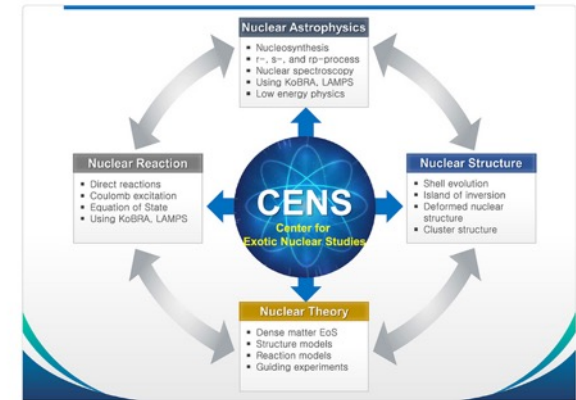 Nuclear Astrophysics
Nucleosynthesis
r-, s-, and rp-process
Nuclear spectroscopy
Using KoBRA, LAMPS
Low energy physics
Nuclear Reaction
Direct reactions
Coulomb excitation
Equation of State
Using KoBRA, LAMPS
CENS
Center for
Exotic Nuclear Studies
Nuclear Structure
Shell evolution
Island of inversion
Deformed nuclear
structure
Cluster structure
Nuclear Theory
Dense matter EoS
Structure models
Reaction models
Guiding experiments